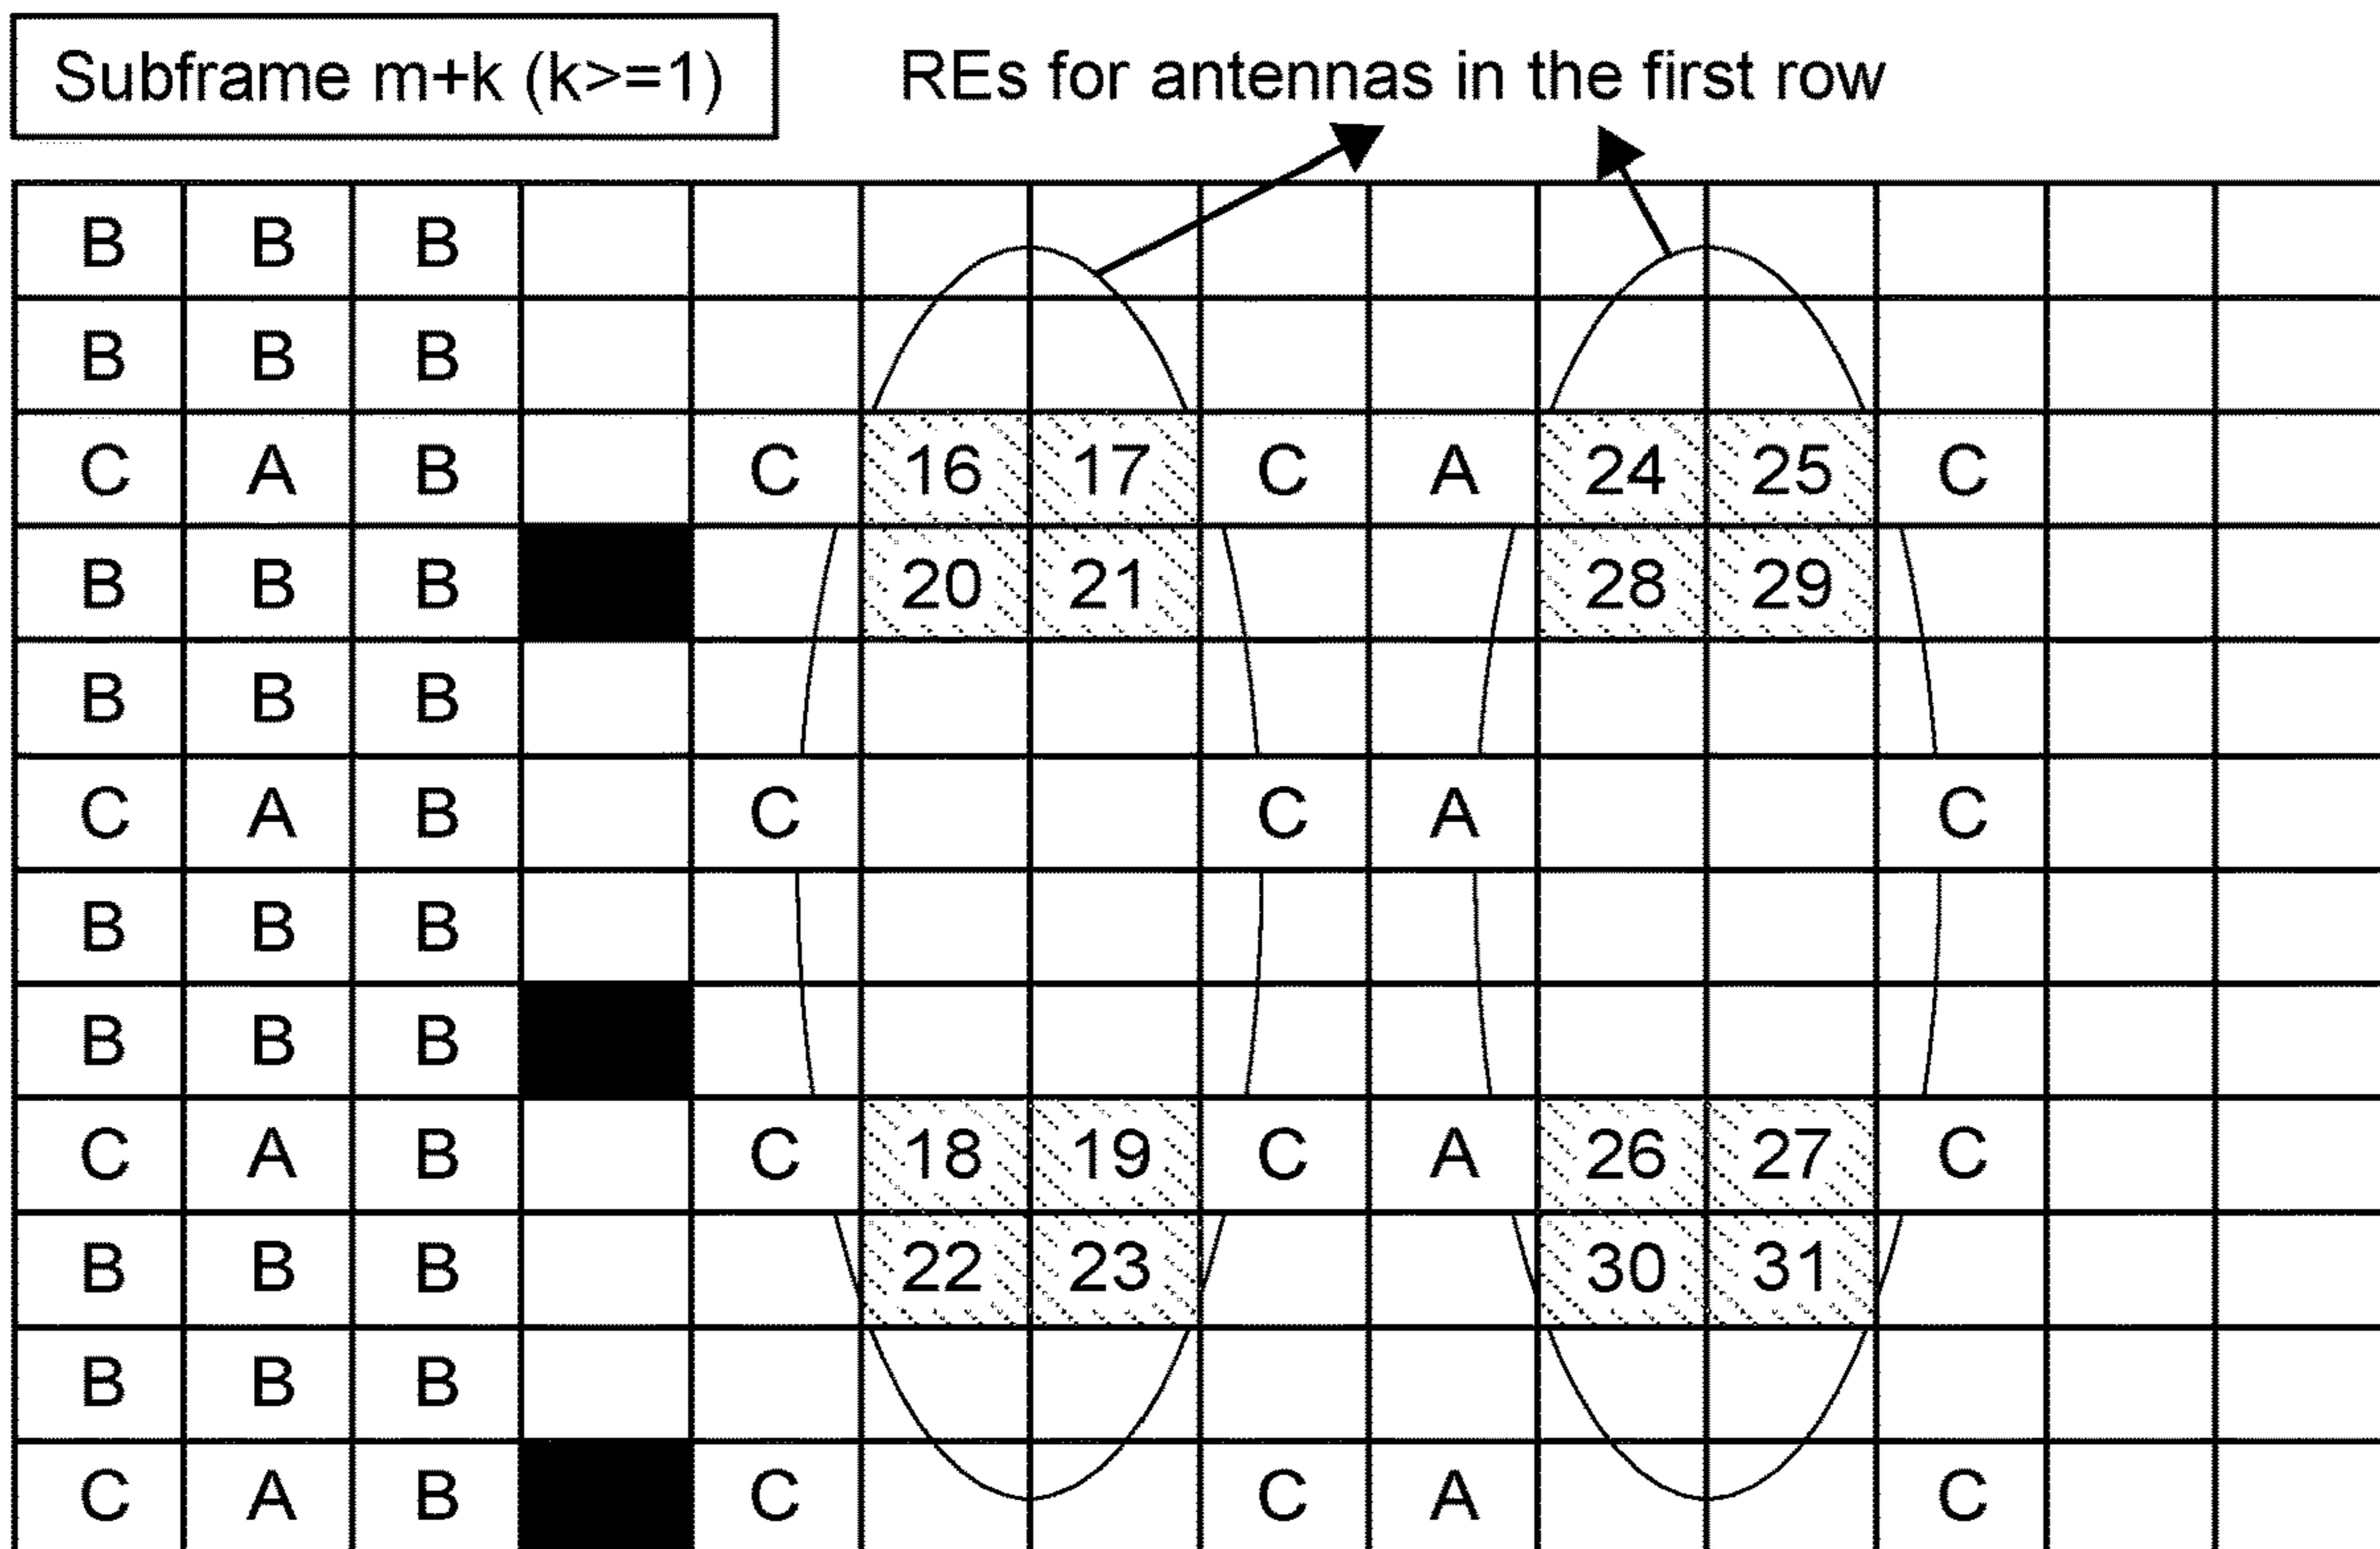 Subframe m+k (k>=1)
REs for antennas in the first row
B B B
B B B
C A B C 16 17 C A 24 25 C
B B B 20 21 28 29
B B B
C A B C C A C
B B B
B B B
C A B C 18 19 C A 26 27 C
B B B 22 23 30 31
B B B
C A B C C A C